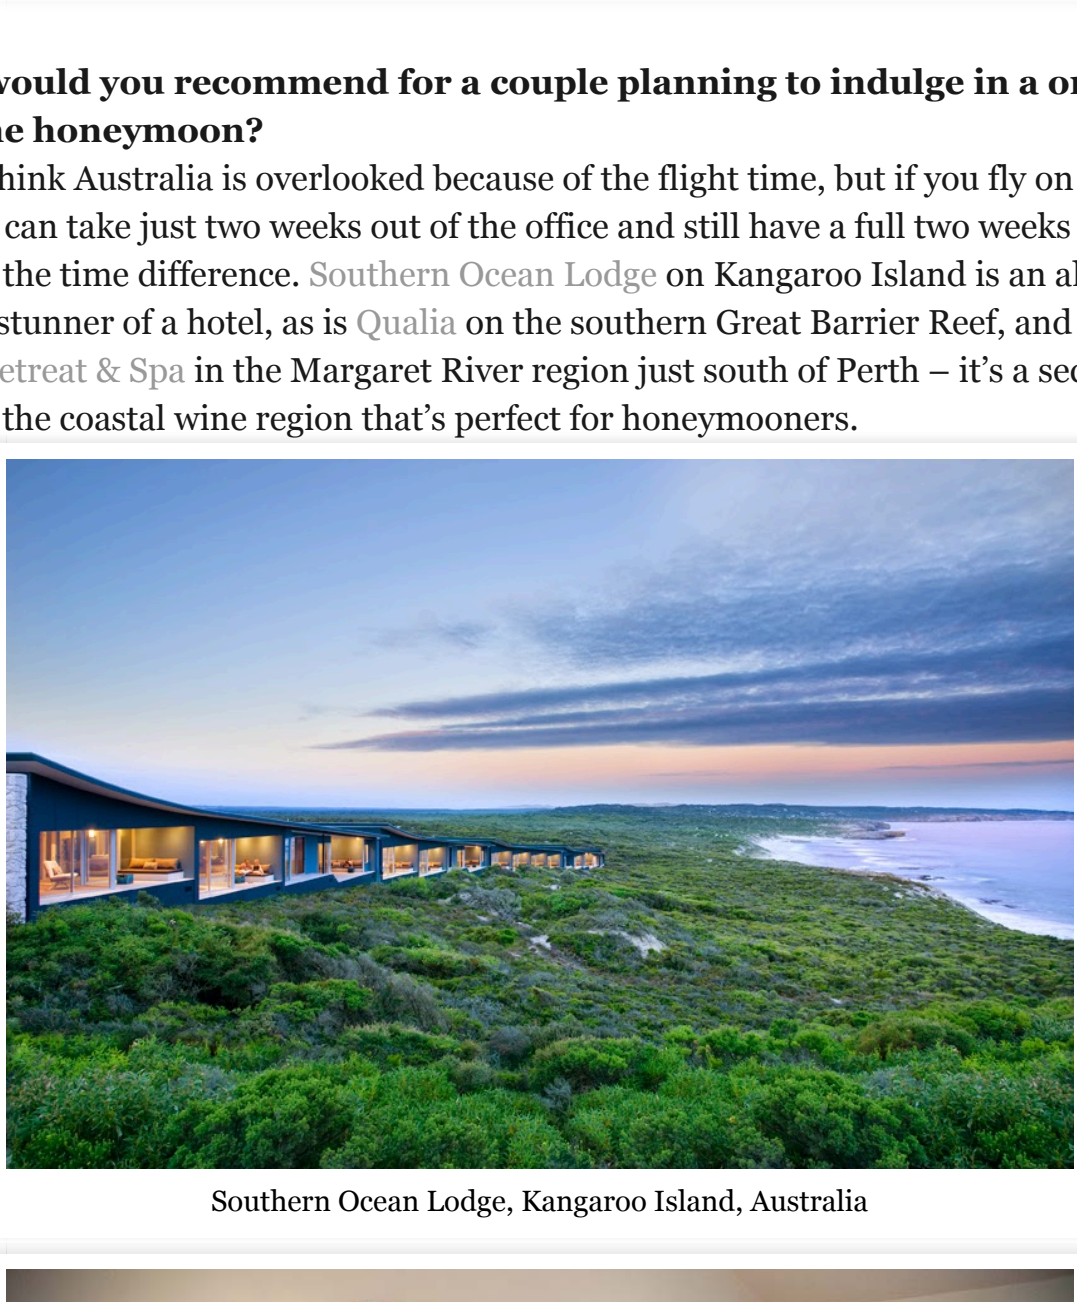 would you recommend for a couple planning to indulge in a
honeymoon?
think Australia is overlooked because of the flight time, but if you fly on
can take just two weeks out of the office and still have a full two weeks
the time difference. Southern Ocean Lodge on Kangaroo Island is an
stunner of a hotel, as is Qualia on the southern Great Barrier Reef, and
etreat & Spa in the Margaret River region just south of Perth – it’s a
the coastal wine region that’s perfect for honeymooners.
Southern Ocean Lodge, Kangaroo Island, Australia